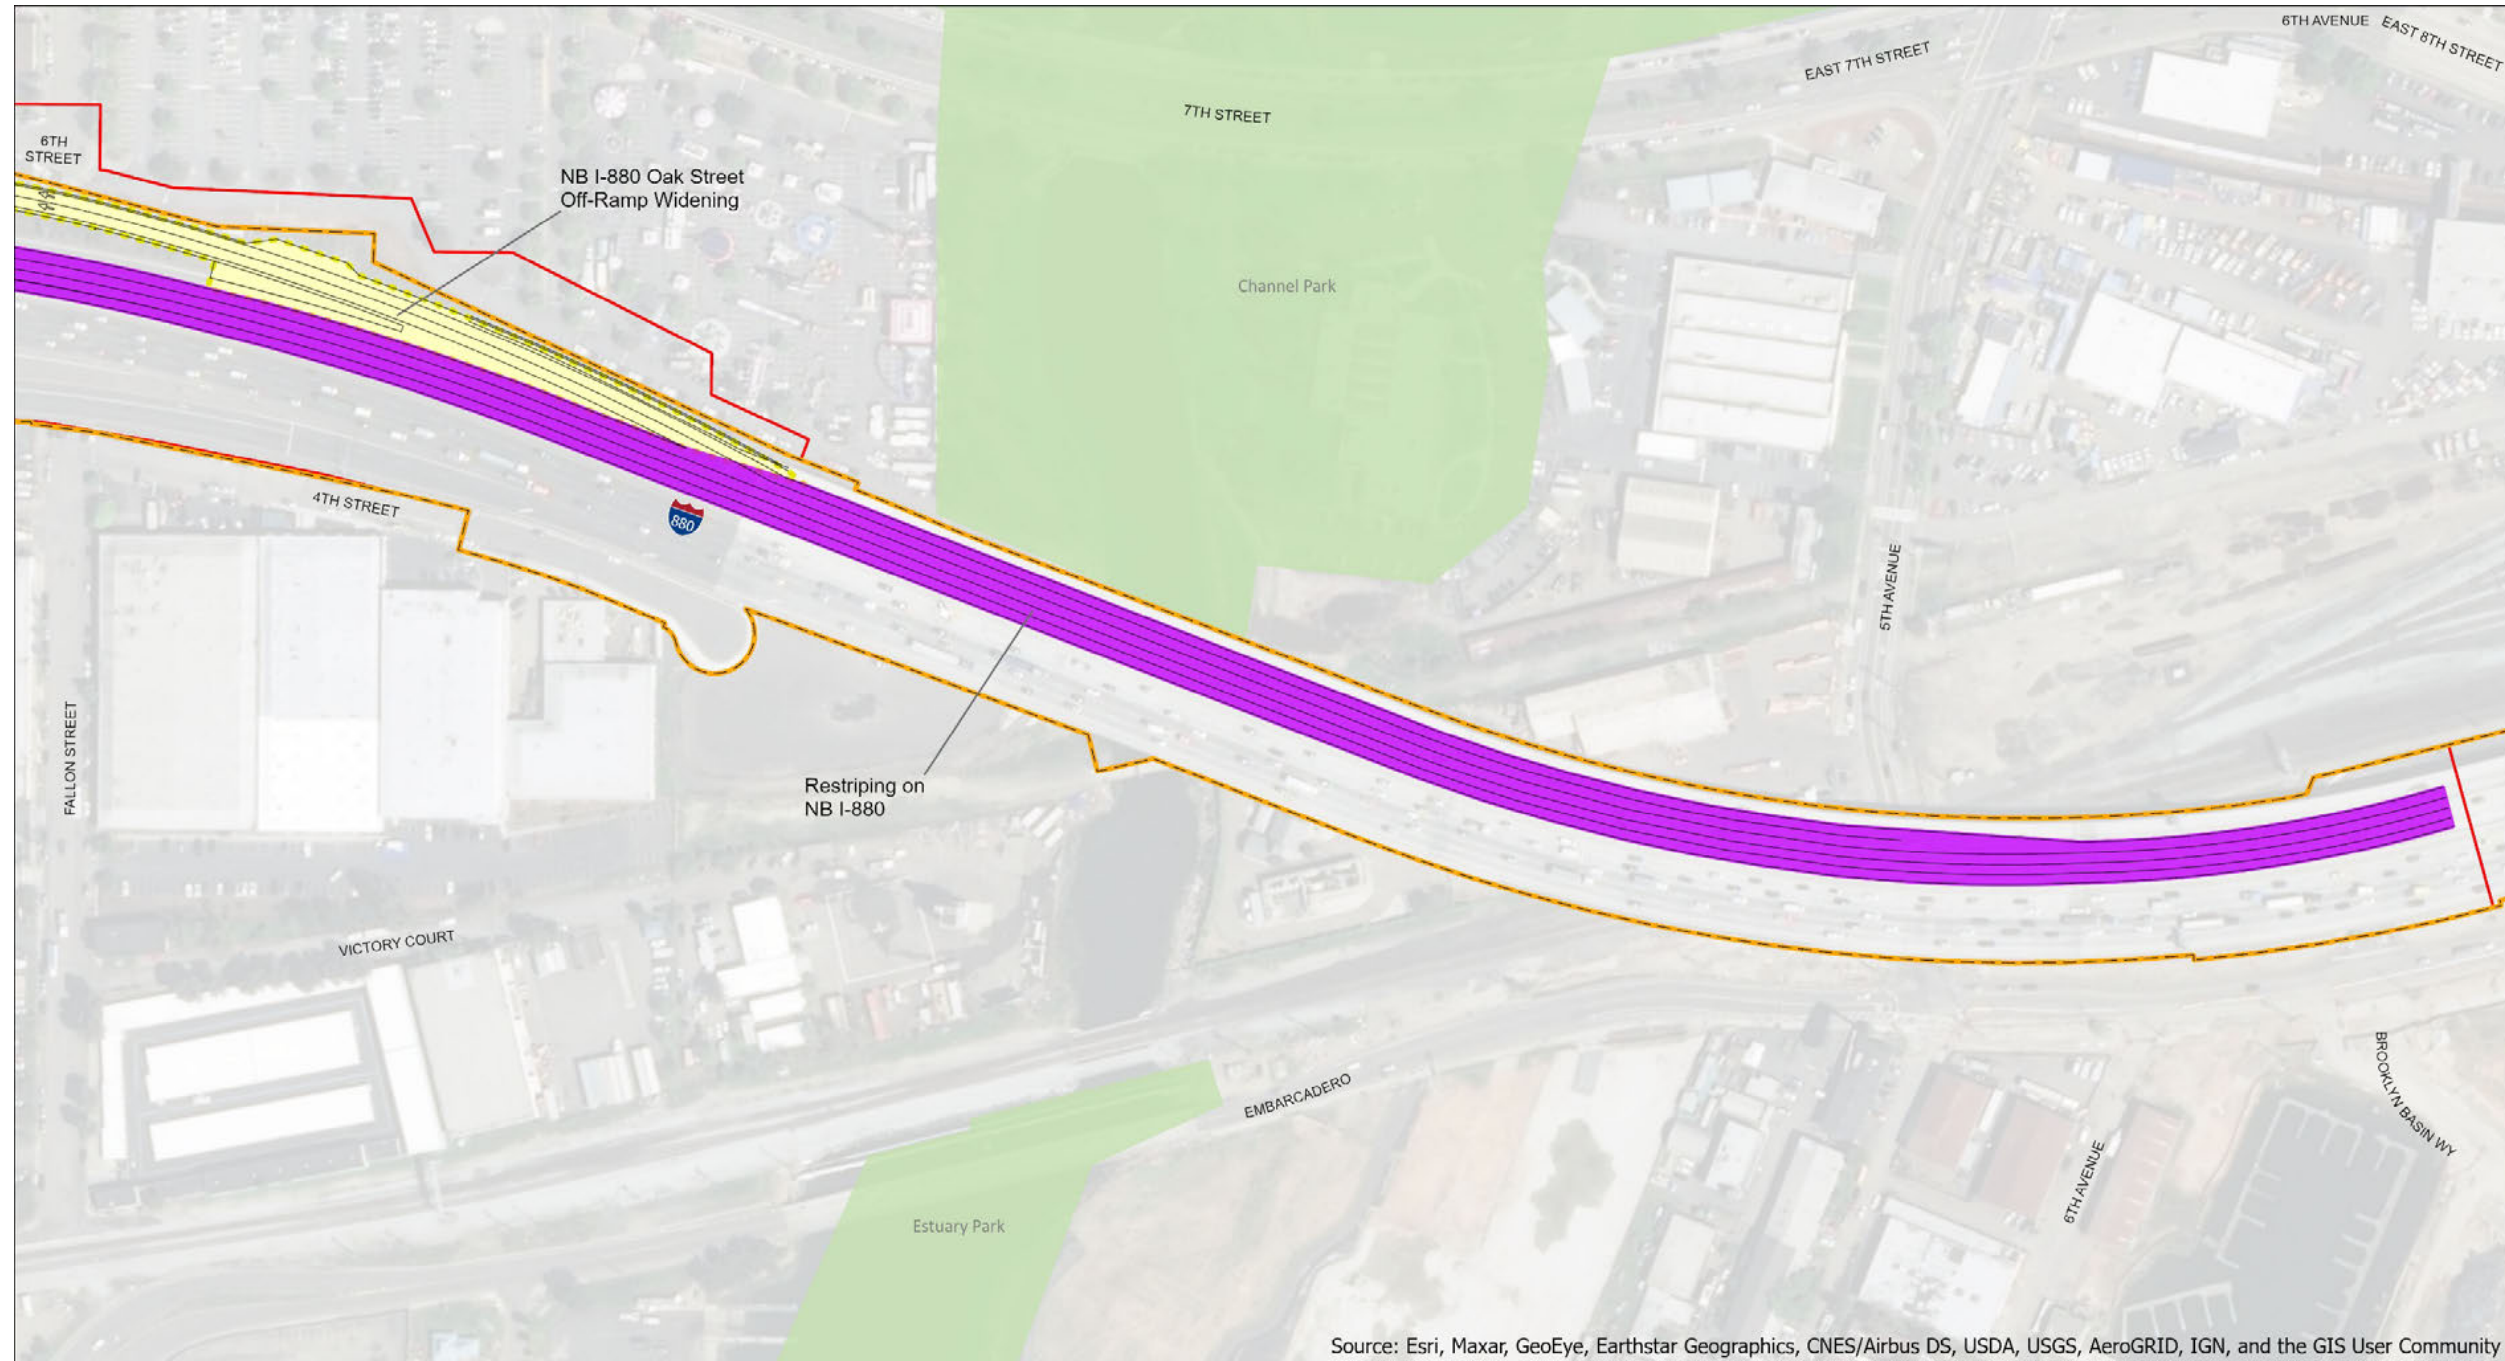 6TH AVENUE
EAST 8TH STREET
EAST 7TH STREET
7TH STREET
6TH
STREET
NB I-880 Oak Street
Off-Ramp Widening
Channel Park
4TH STREET
880
5TH AVENUE
FALLON STREET
Restriping on
NB I-880
VICTORY COURT
EMBARCADERO
BROOKLYN BASIN WY
6TH AVENUE
Estuary Park
Source: Esri, Maxar, GeoEye, Earthstar Geographics, CNES/Airbus DS, USDA, USGS, AeroGRID, IGN, and the GIS User Community